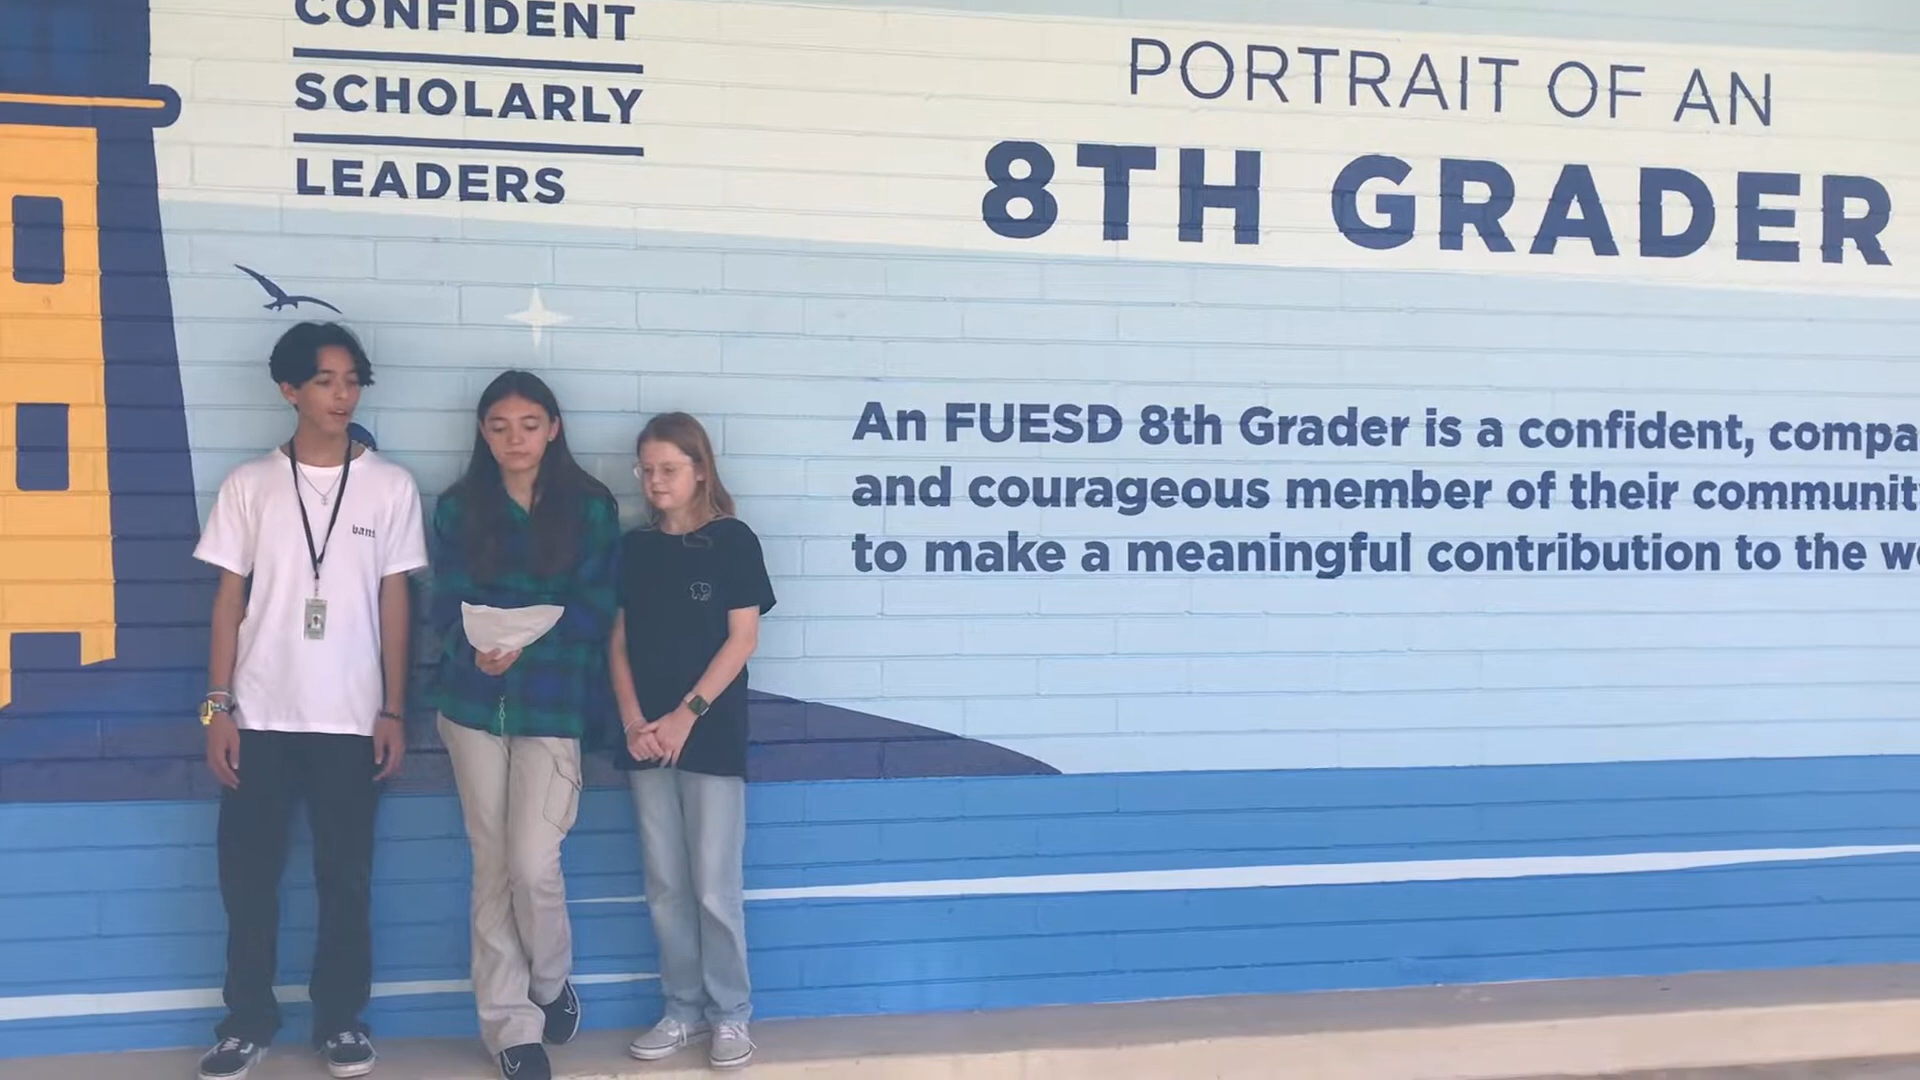 CONFIDENT
SCHOLARLY
LEADERS
PORTRAIT OF AN
8TH GRADER
An FUESD 8th Grader is a confident,
and courageous member of their
to make a meaningful contribution to the